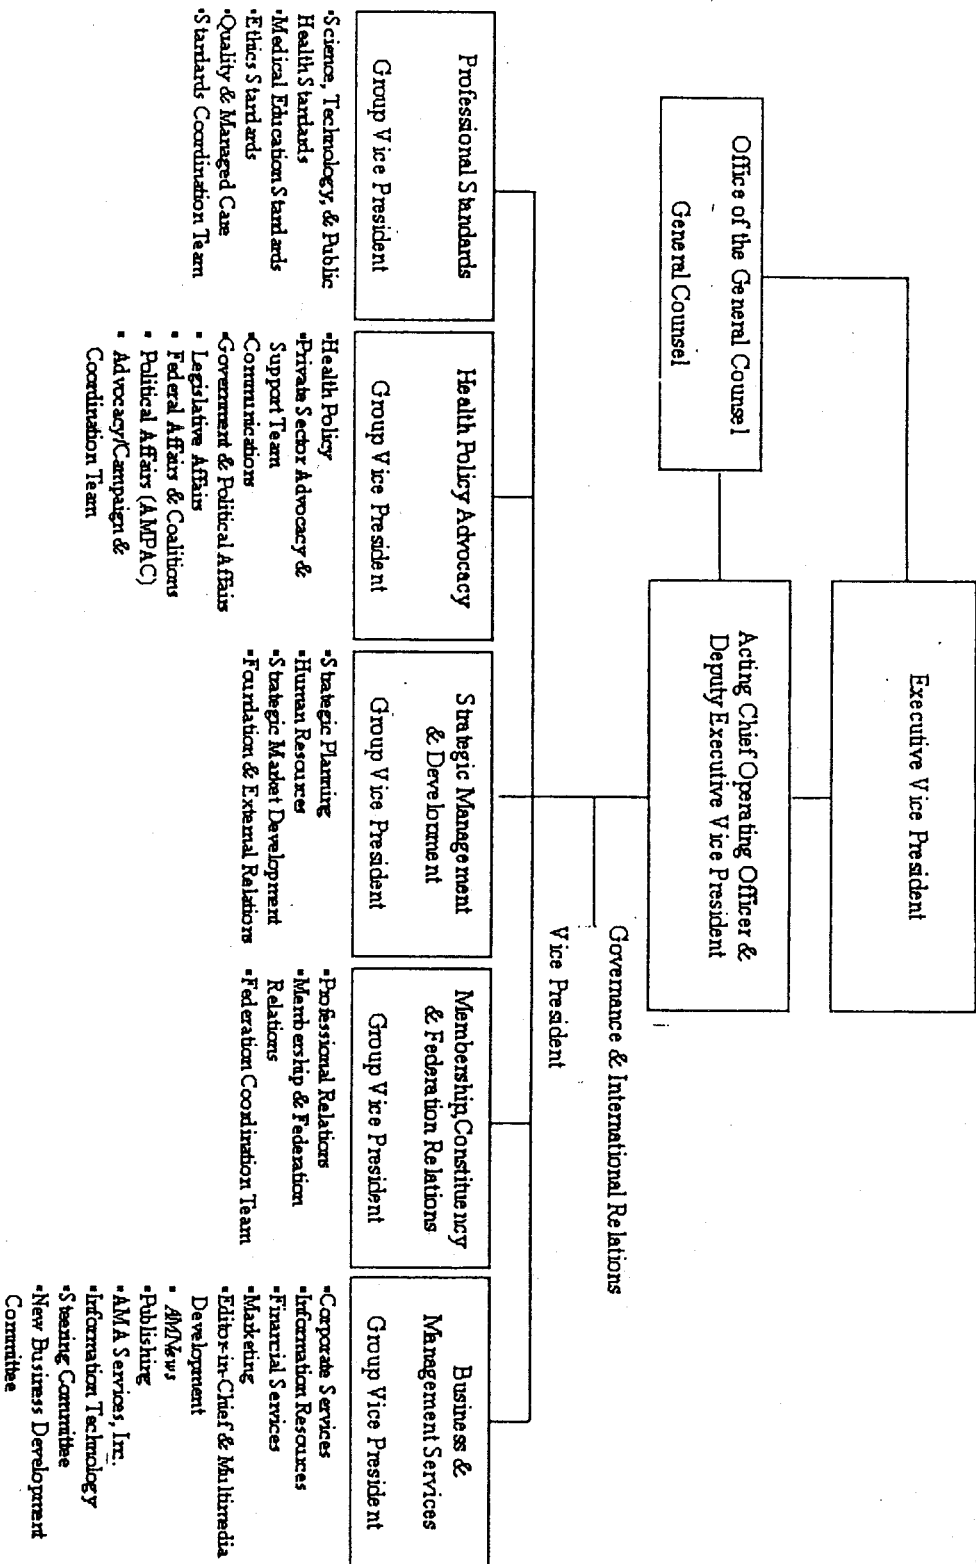 Executive Vice President
Office of the General Counsel
General Counsel
Acting Chief Operating Officer &
Deputy Executive Vice President
Governance & International Relations
Vice President
Professional Standards
Group Vice President
▪Science, Technology, & Public
Health Standards
▪Medical Education Standards
▪Ethics Standards
▪Quality & Managed Care
▪Standards Coordination Team
Health Policy Advocacy
Group Vice President
▪Health Policy
▪Private Sector Advocacy &
Support Team
▪Communications
▪Government & Political Affairs
▪ Legislative Affairs
▪ Federal Affairs & Coalitions
▪ Political Affairs (AMPAC)
▪ Advocacy/Campaign &
Coordination Team
Strategic Management
& Development
Group Vice President
▪Strategic Planning
▪Human Resources
▪Strategic Market Development
▪Foundation & External Relations
Membership,Constituency
& Federation Relations
Group Vice President
▪Professional Relations
▪Membership & Federation
Relations
▪Federation Coordination Team
Business &
Management Services
Group Vice President
▪Corporate Services
▪Information Resources
▪Financial Services
▪Marketing
▪Editor-in-Chief & Multimedia
Development
▪ AMNews
▪Publishing
▪AMA Services, Inc.
▪Information Technology
▪Steering Committee
▪New Business Development
Committee